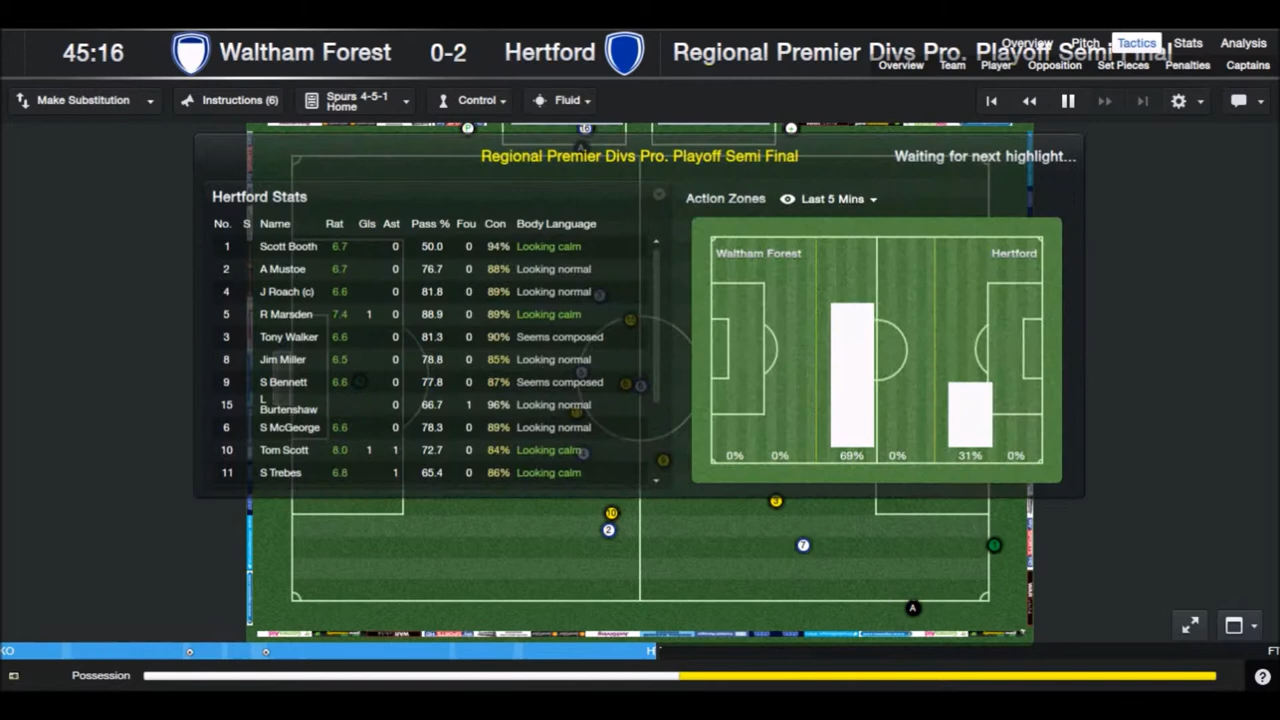 45:16 Waltham Forest 0-2 Hertford Regional Premier Divs Pro. Playoff Semi Final
Overview Pitch Tactics Stats Analysis
Overview Team Player Opposition Set Pieces Penalties Captains
Make Substitution Instructions (6) Spurs 4-5-1 Home Control Fluid
Regional Premier Divs Pro. Playoff Semi Final Waiting for next highlight...
Hertford Stats Action Zones Last 5 Mins
No. S Name Rat Gls Ast Pass % Fou Con Body Language
1 Scott Booth 6.7 0 50.0 0 94% Looking calm
2 A Mustoe 6.7 0 76.7 0 88% Looking normal
4 J Roach (c) 6.6 0 81.8 0 89% Looking normal
5 R Marsden 7.4 1 0 88.9 0 89% Looking calm
3 Tony Walker 6.6 0 81.3 0 90% Seems composed
8 Jim Miller 6.5 0 78.8 0 85% Looking normal
9 S Bennett 6.6 0 77.8 0 87% Seems composed
15 L Burtenshaw 0 66.7 1 96% Looking normal
6 S McGeorge 6.6 0 78.3 0 89% Looking normal
10 Tom Scott 8.0 1 1 72.7 0 84% Looking calm
11 S Trebes 6.8 1 65.4 0 86% Looking calm
Waltham Forest Hertford
0% 0% 69% 0% 31% 0%
10
2
3
7
A
KO H FT
Possession